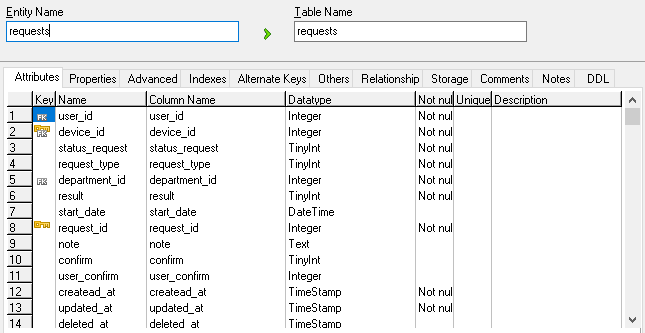 Entity Name
Table Name
requests
requests
Attributes Properties Advanced Indexes Alternate Keys Others Relationship Storage Comments Notes DDL
Key Name Column Name Datatype Not nul Unique Description
1 FK user_id user_id Integer Not nul
2 FK device_id device_id Integer Not nul
3 status_request status_request TinyInt Not nul
4 request_type request_type TinyInt Not nul
5 FK department_id department_id Integer Not nul
6 result result TinyInt Not nul
7 start_date start_date DateTime
8 request_id request_id Integer Not nul
9 note note Text
10 confirm confirm TinyInt
11 user_confirm user_confirm Integer
12 createad_at createad_at TimeStamp Not nul
13 updated_at updated_at TimeStamp Not nul
14 deleted_at deleted_at TimeStamp